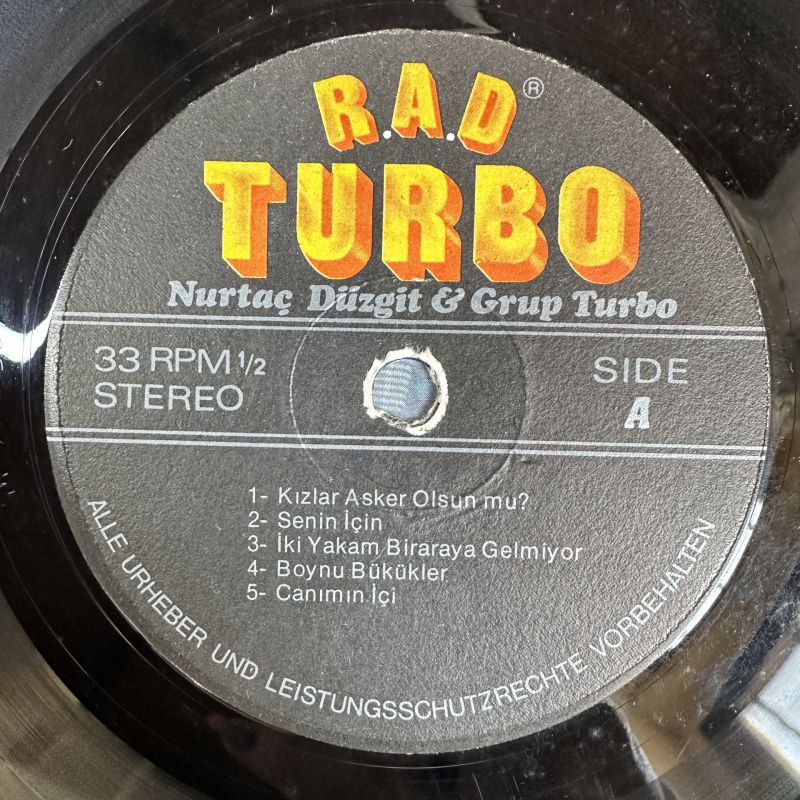 R.A.D ®
TURBO
Nurtaç Düzgit & Grup Turbo
33 RPM 1/2
STEREO
SIDE
A
1- Kızlar Asker Olsun mu?
2- Senin İçin
3- İki Yakam Biraraya Gelmiyor
4- Boynu Bükükler
5- Canımın İçi
ALLE URHEBER UND LEISTUNGSSCHUTZRECHTE VORBEHALTEN